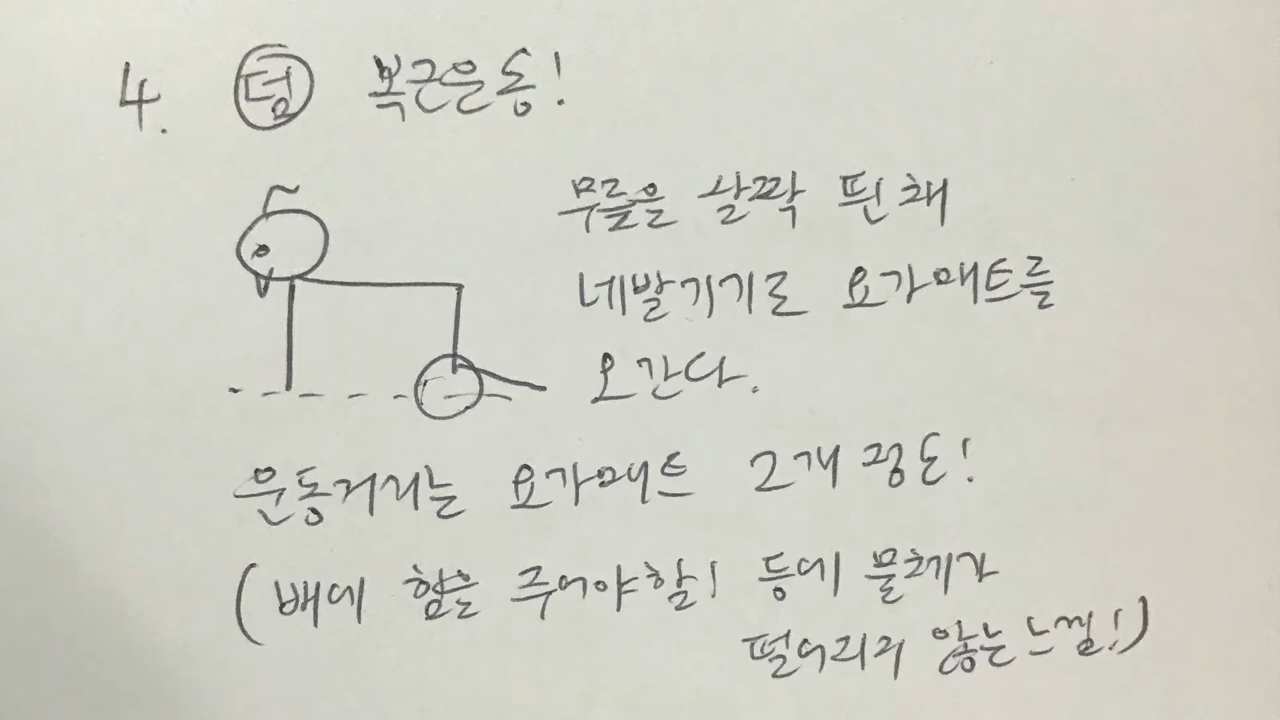 4. 덤 복근운동!
무릎을 살짝 띈 채
네발기기로 요가매트를
오간다.
운동거리는 요가매트 2개 정도!
(배에 힘을 주어야할! 등에 물체가
떨어지지 않는 느낌!)